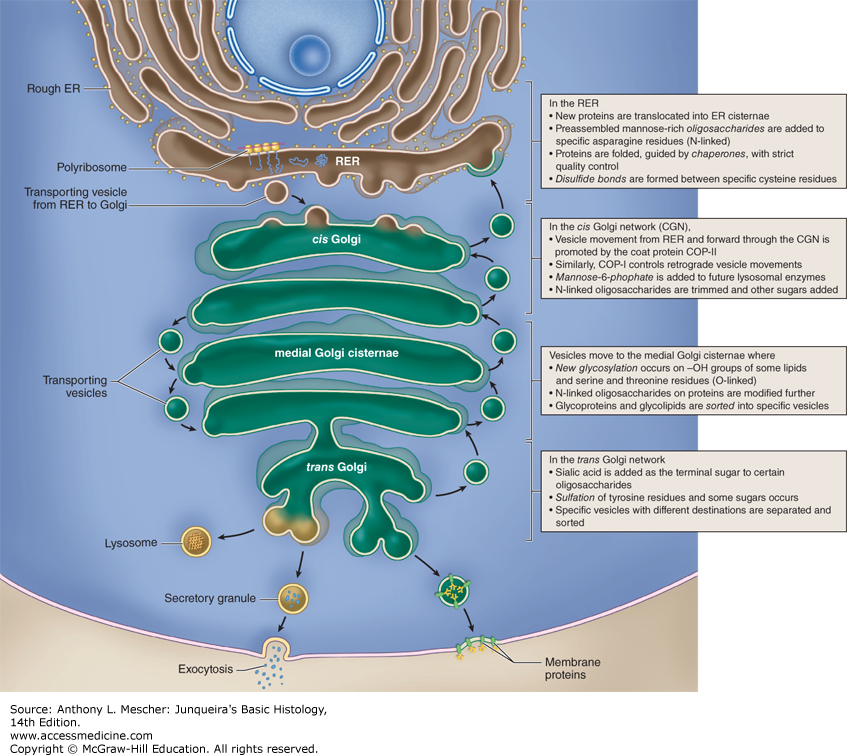 Rough ER
Polyribosome
RER
Transporting vesicle
from RER to Golgi
cis Golgi
medial Golgi cisternae
Transporting
vesicles
trans Golgi
Lysosome
Secretory granule
Exocytosis
Membrane
proteins
In the RER
• New proteins are translocated into ER cisternae
• Preassembled mannose-rich oligosaccharides are added to
specific asparagine residues (N-linked)
• Proteins are folded, guided by chaperones, with strict
quality control
• Disulfide bonds are formed between specific cysteine residues
In the cis Golgi network (CGN),
• Vesicle movement from RER and forward through the CGN is
promoted by the coat protein COP-II
• Similarly, COP-I controls retrograde vesicle movements
• Mannose-6-phophate is added to future lysosomal enzymes
• N-linked oligosaccharides are trimmed and other sugars added
Vesicles move to the medial Golgi cisternae where
• New glycosylation occurs on –OH groups of some lipids
and serine and threonine residues (O-linked)
• N-linked oligosaccharides on proteins are modified further
• Glycoproteins and glycolipids are sorted into specific vesicles
In the trans Golgi network
• Sialic acid is added as the terminal sugar to certain
oligosaccharides
• Sulfation of tyrosine residues and some sugars occurs
• Specific vesicles with different destinations are separated and
sorted
Source: Anthony L. Mescher: Junqueira's Basic Histology,
14th Edition.
www.accessmedicine.com
Copyright © McGraw-Hill Education. All rights reserved.